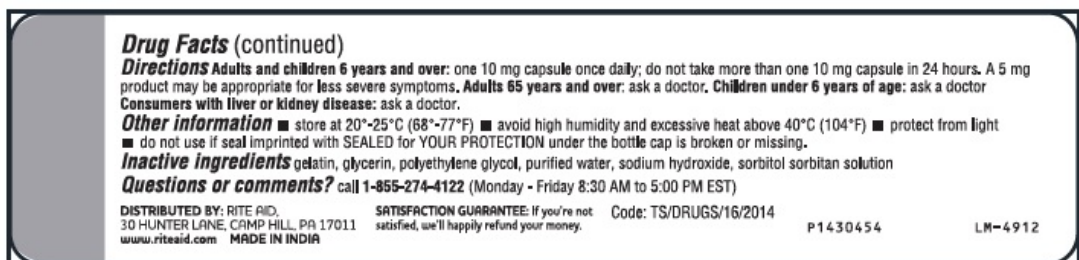 Drug Facts (continued)
Directions Adults and children 6 years and over: one 10 mg capsule once daily; do not take more than one 10 mg capsule in 24 hours. A 5 mg
product may be appropriate for less severe symptoms. Adults 65 years and over: ask a doctor. Children under 6 years of age: ask a doctor
Consumers with liver or kidney disease: ask a doctor.
Other information ■ store at 20°-25°C (68°-77°F) ■ avoid high humidity and excessive heat above 40°C (104°F) ■ protect from light
■ do not use if seal imprinted with SEALED for YOUR PROTECTION under the bottle cap is broken or missing.
Inactive ingredients gelatin, glycerin, polyethylene glycol, purified water, sodium hydroxide, sorbitol sorbitan solution
Questions or comments? call 1-855-274-4122 (Monday - Friday 8:30 AM to 5:00 PM EST)
DISTRIBUTED BY: RITE AID,
30 HUNTER LANE, CAMP HILL, PA 17011
www.riteaid.com MADE IN INDIA
SATISFACTION GUARANTEE: If you're not
satisfied, we'll happily refund your money.
Code: TS/DRUGS/16/2014
P1430454
LM-4912